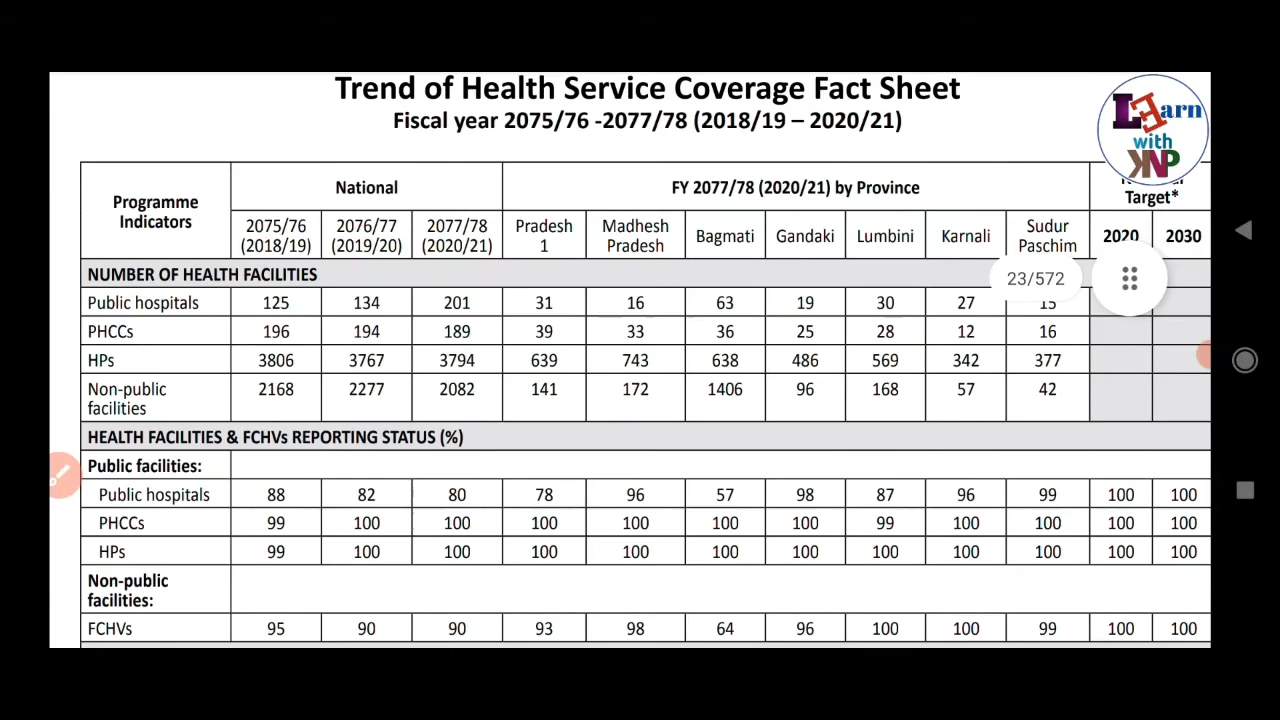 Trend of Health Service Coverage Fact Sheet
Fiscal year 2075/76 -2077/78 (2018/19 – 2020/21)
LEarn
with
KNP
Programme Indicators National FY 2077/78 (2020/21) by Province Target*
2075/76 (2018/19) 2076/77 (2019/20) 2077/78 (2020/21) Pradesh 1 Madhesh Pradesh Bagmati Gandaki Lumbini Karnali Sudur Paschim 2020 2030
NUMBER OF HEALTH FACILITIES
23/572
Public hospitals 125 134 201 31 16 63 19 30 27 15
PHCCs 196 194 189 39 33 36 25 28 12 16
HPs 3806 3767 3794 639 743 638 486 569 342 377
Non-public facilities 2168 2277 2082 141 172 1406 96 168 57 42
HEALTH FACILITIES & FCHVs REPORTING STATUS (%)
Public facilities:
Public hospitals 88 82 80 78 96 57 98 87 96 99 100 100
PHCCs 99 100 100 100 100 100 100 99 100 100 100 100
HPs 99 100 100 100 100 100 100 100 100 100 100 100
Non-public facilities:
FCHVs 95 90 90 93 98 64 96 100 100 99 100 100